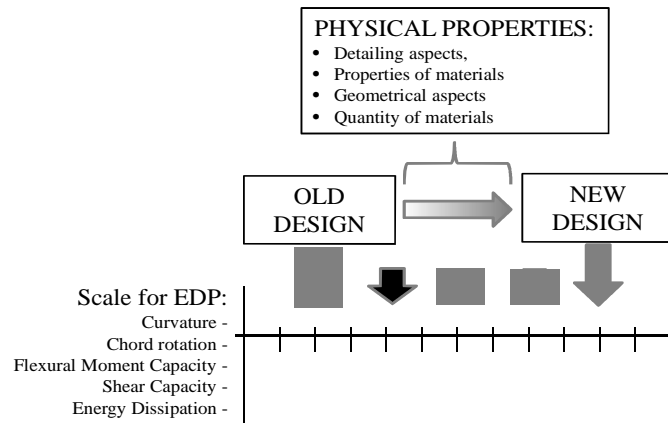 PHYSICAL PROPERTIES:
• Detailing aspects,
• Properties of materials
• Geometrical aspects
• Quantity of materials
OLD
DESIGN
NEW
DESIGN
Scale for EDP:
Curvature -
Chord rotation -
Flexural Moment Capacity -
Shear Capacity -
Energy Dissipation -